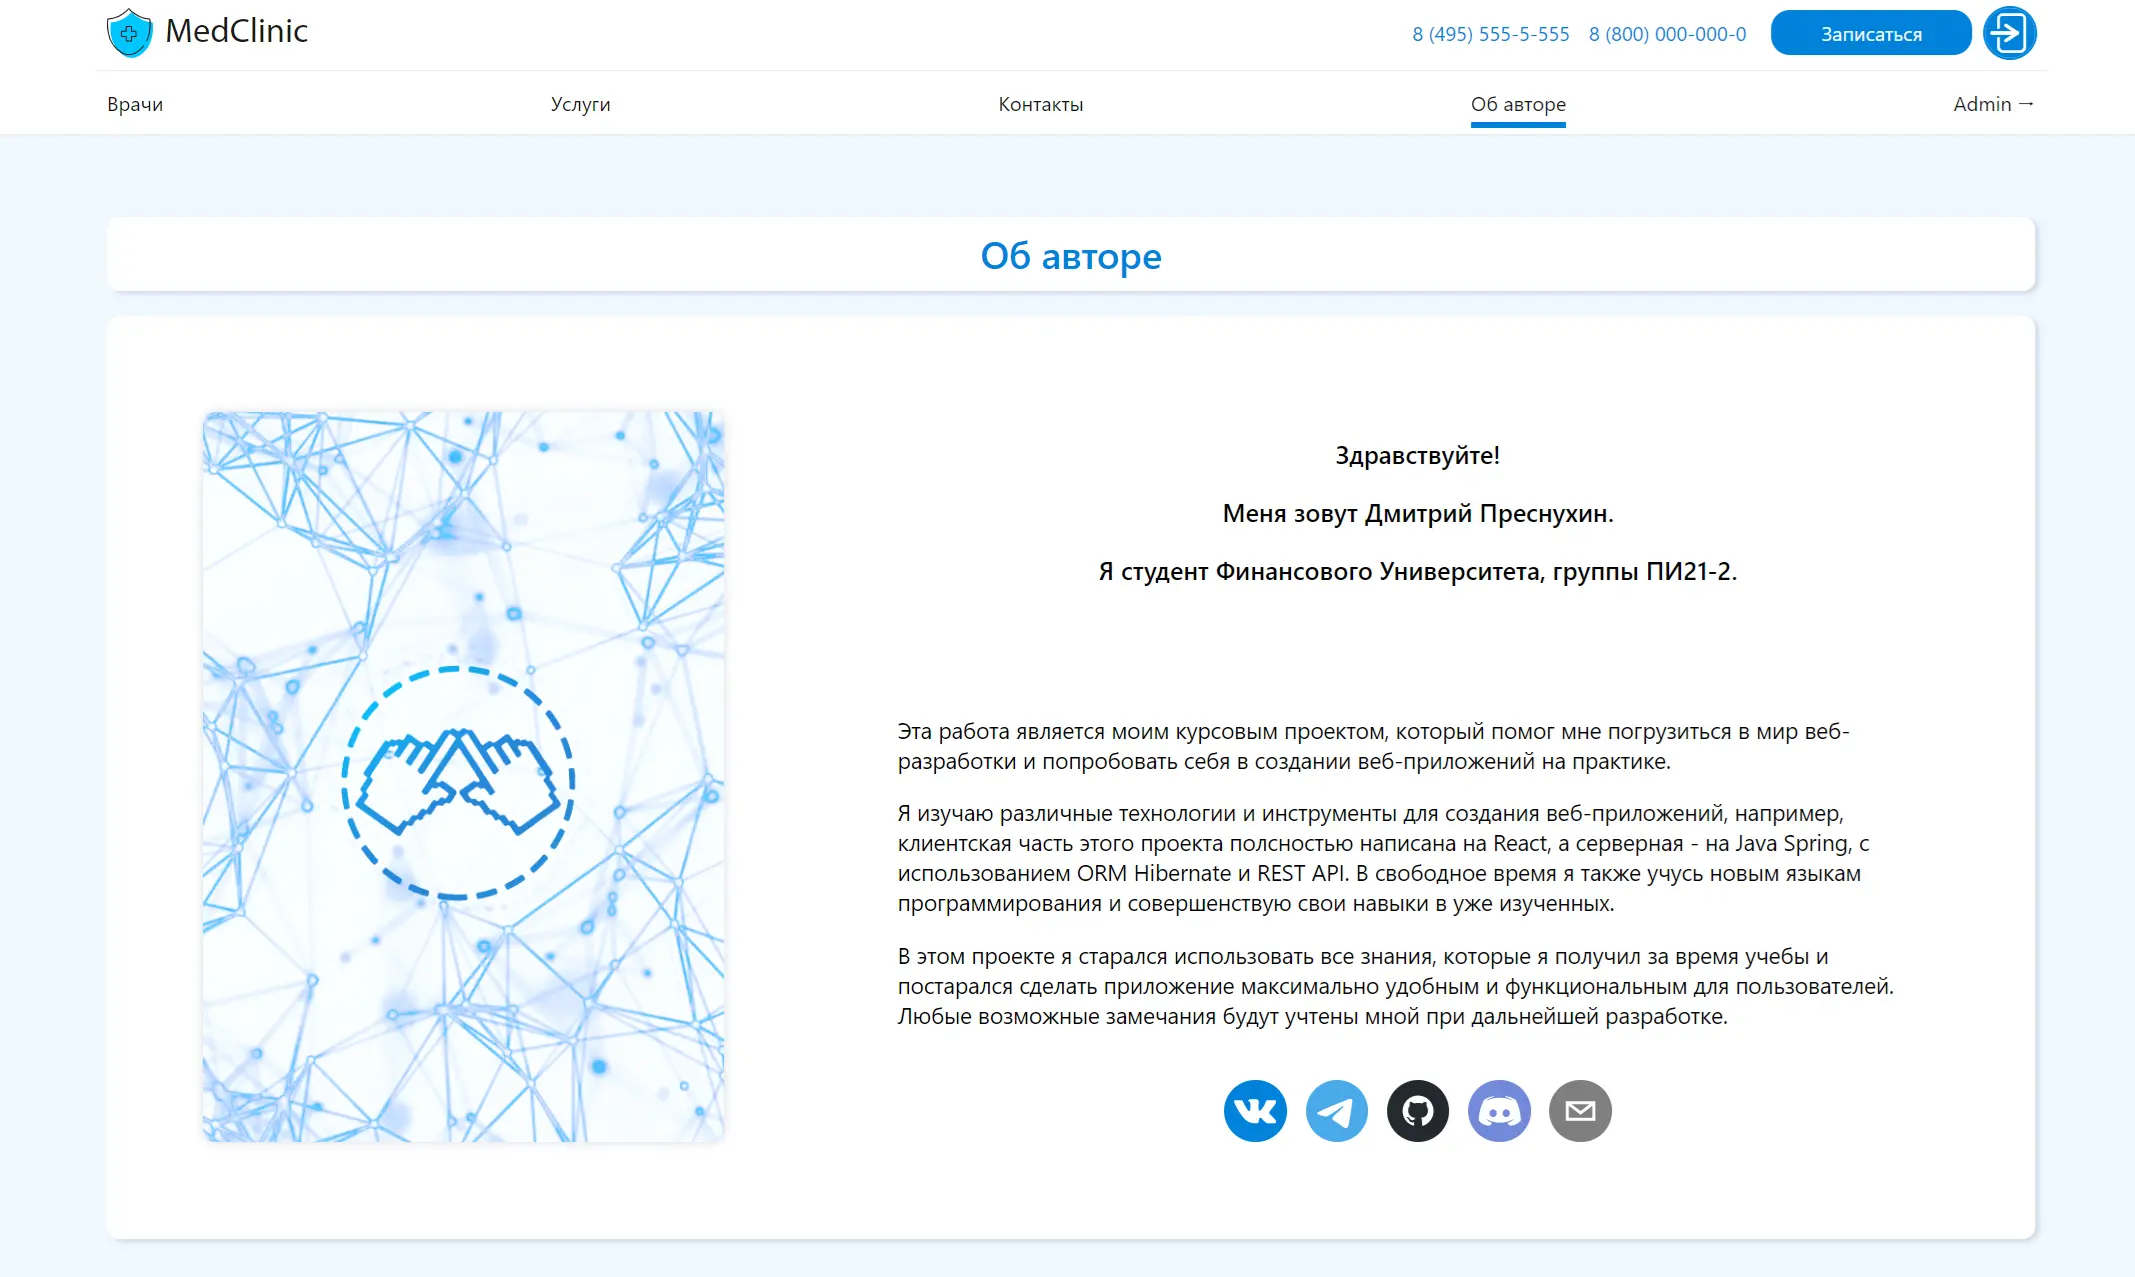 MedClinic
8 (495) 555-5-555 8 (800) 000-000-0 Записаться
Врачи Услуги Контакты Об авторе Admin →
Об авторе
Здравствуйте!
Меня зовут Дмитрий Преснухин.
Я студент Финансового Университета, группы ПИ21-2.
Эта работа является моим курсовым проектом, который помог мне погрузиться в мир веб-
разработки и попробовать себя в создании веб-приложений на практике.
Я изучаю различные технологии и инструменты для создания веб-приложений, например,
клиентская часть этого проекта полсностью написана на React, а серверная - на Java Spring, с
использованием ORM Hibernate и REST API. В свободное время я также учусь новым языкам
программирования и совершенствую свои навыки в уже изученных.
В этом проекте я старался использовать все знания, которые я получил за время учебы и
постарался сделать приложение максимально удобным и функциональным для пользователей.
Любые возможные замечания будут учтены мной при дальнейшей разработке.